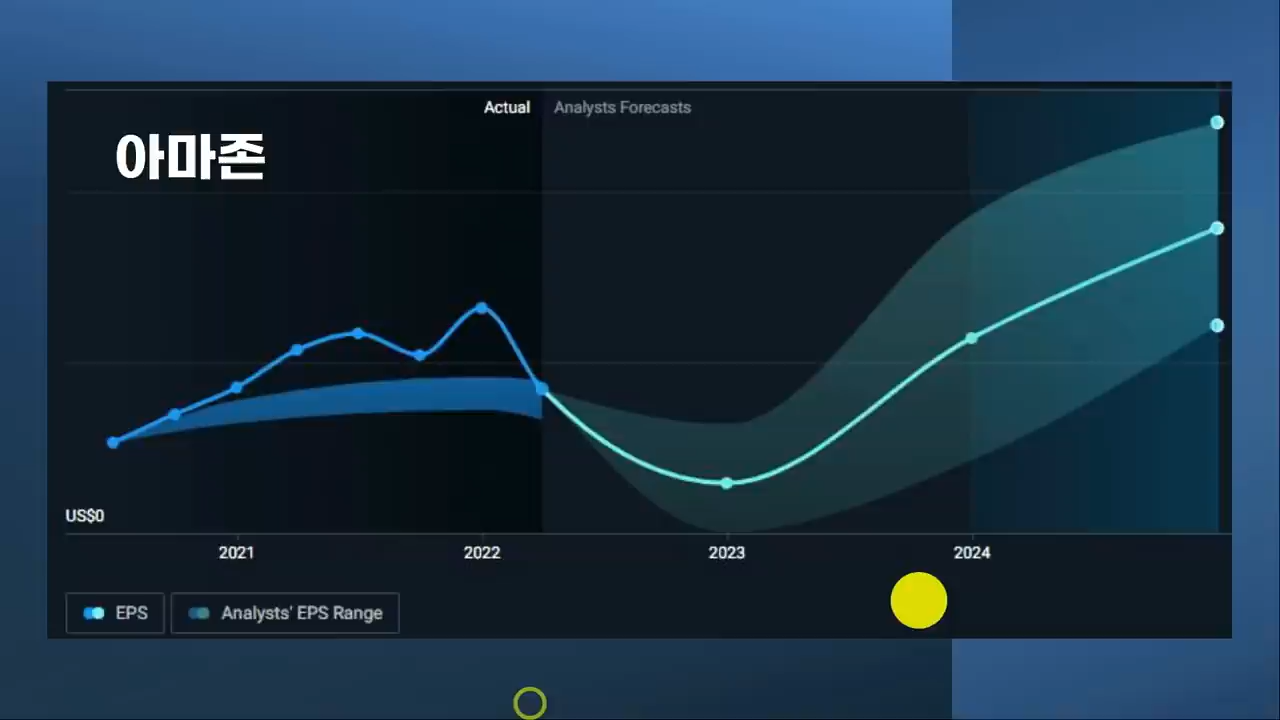 Actual Analysts Forecasts
아마존
US$0
2021 2022 2023 2024
EPS Analysts' EPS Range